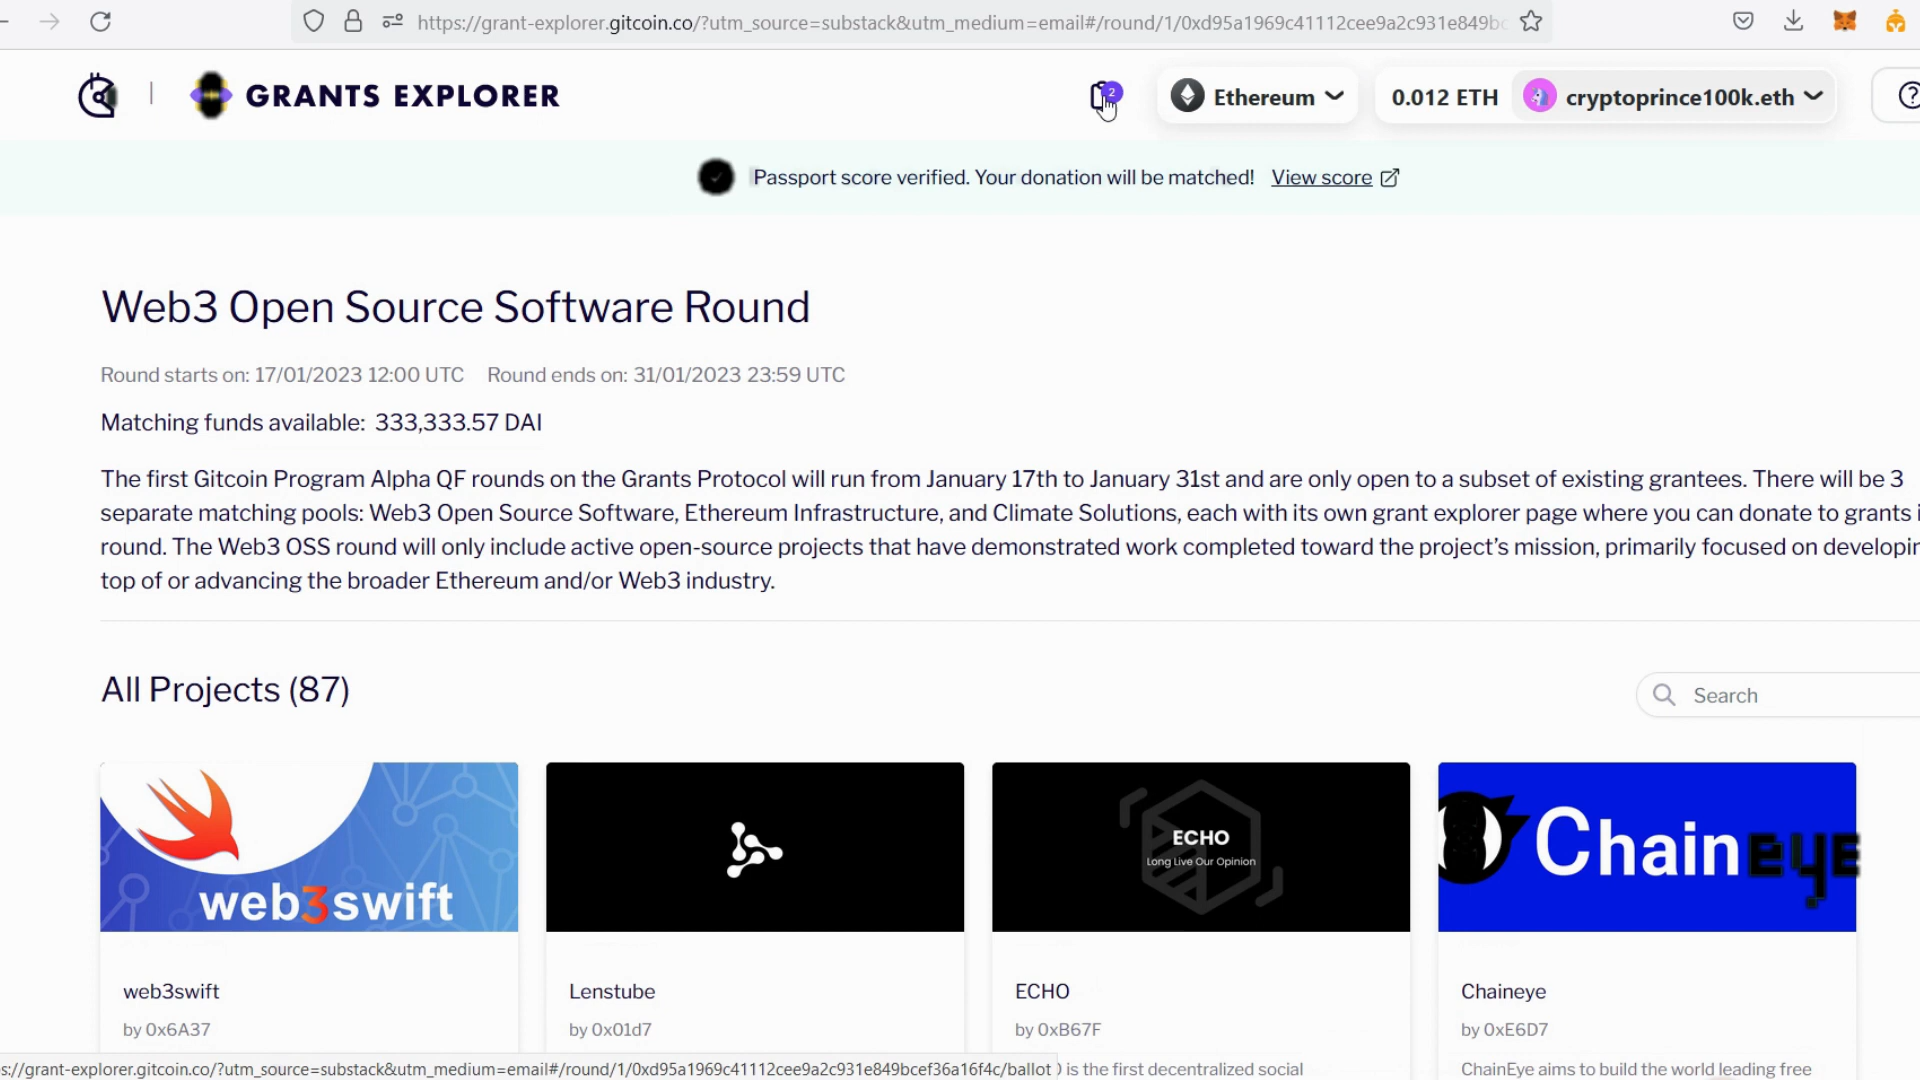 https://grant-explorer.gitcoin.co/?utm_source=substack&utm_medium=email#/round/1/0xd95a1969c41112cee9a2c931e849bc
GRANTS EXPLORER
2
Ethereum
0.012 ETH
cryptoprince100k.eth
Passport score verified. Your donation will be matched! View score
Web3 Open Source Software Round
Round starts on: 17/01/2023 12:00 UTC Round ends on: 31/01/2023 23:59 UTC
Matching funds available: 333,333.57 DAI
The first Gitcoin Program Alpha QF rounds on the Grants Protocol will run from January 17th to January 31st and are only open to a subset of existing grantees. There will be 3
separate matching pools: Web3 Open Source Software, Ethereum Infrastructure, and Climate Solutions, each with its own grant explorer page where you can donate to grants i
round. The Web3 OSS round will only include active open-source projects that have demonstrated work completed toward the project’s mission, primarily focused on developin
top of or advancing the broader Ethereum and/or Web3 industry.
All Projects (87)
Search
web3swift
ECHO
Long Live Our Opinion
Chaineye
web3swift
Lenstube
ECHO
Chaineye
by 0x6A37
by 0x01d7
by 0xB67F
by 0xE6D7
s://grant-explorer.gitcoin.co/?utm_source=substack&utm_medium=email#/round/1/0xd95a1969c41112cee9a2c931e849bcef36a16f4c/ballot
) is the first decentralized social
ChainEye aims to build the world leading free